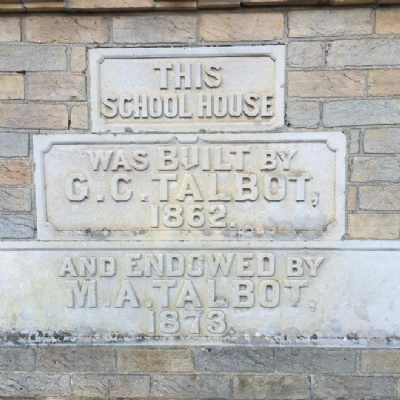 THIS
SCHOOL HOUSE
WAS BUILT BY
G.C. TALBOT,
1862.
AND ENDOWED BY
M.A. TALBOT
1873.